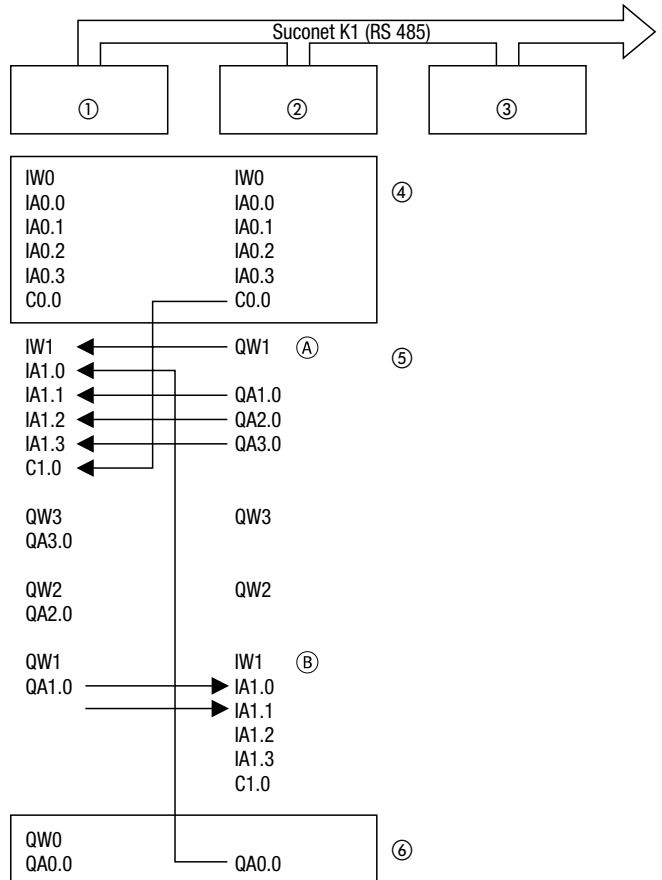 Suconet K1 (RS 485)
① ② ③
IW0 IW0 ④
IA0.0 IA0.0
IA0.1 IA0.1
IA0.2 IA0.2
IA0.3 IA0.3
C0.0 C0.0
IW1 QW1 Ⓐ ⑤
IA1.0
IA1.1 QA1.0
IA1.2 QA2.0
IA1.3 QA3.0
C1.0
QW3 QW3
QA3.0
QW2 QW2
QA2.0
QW1 IW1 Ⓑ
QA1.0 IA1.0
IA1.1
IA1.2
IA1.3
C1.0
QW0 ⑥
QA0.0 QA0.0